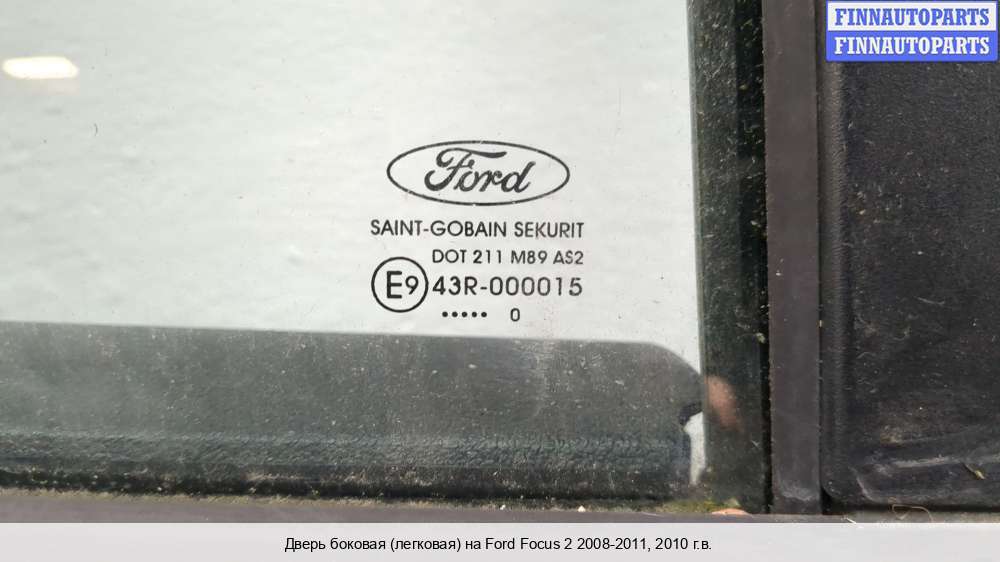 FINNAUTOPARTS
FINNAUTOPARTS
Ford
SAINT-GOBAIN SEKURIT
DOT 211 M89 AS2
E9 43R-000015
..... 0
Дверь боковая (легковая) на Ford Focus 2 2008-2011, 2010 г.в.